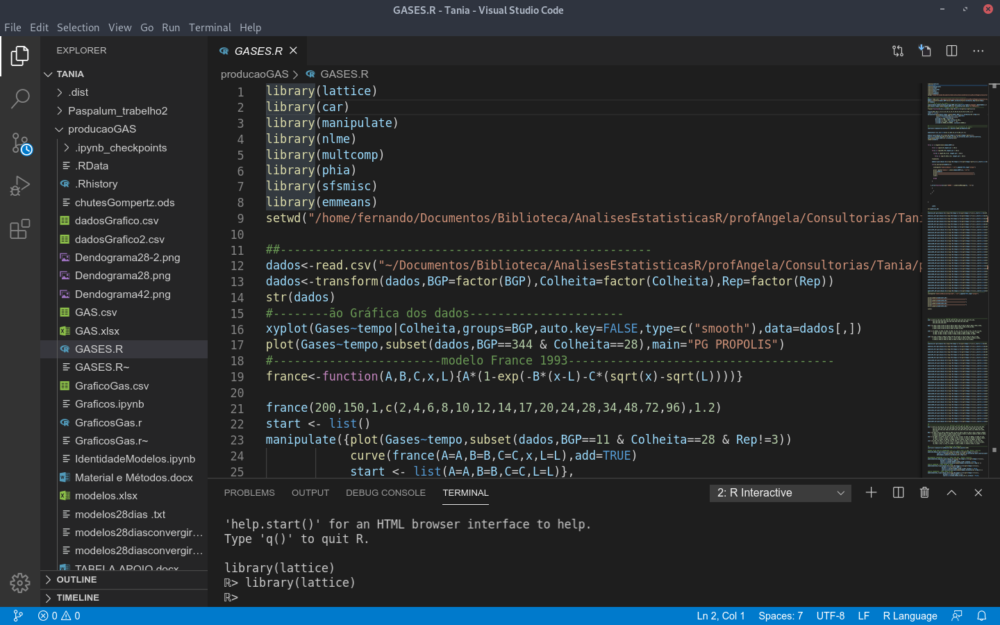 GASES.R - Tania - Visual Studio Code
File Edit Selection View Go Run Terminal Help
EXPLORER
TANIA
.dist
Paspalum_trabelho2
producaoGAS
.ipynb_checkpoints
.RData
.Rhistory
chutesGompertz.ods
dadosGrafico.csv
dadosGrafico2.csv
Dendograma28-2.png
Dendograma28.png
Dendograma42.png
GAS.csv
GAS.xlsx
GASES.R
GASES.R~
GraficoGas.csv
Graficos.ipynb
GraficosGas.r
GraficosGas.r~
IdentidadeModelos.ipynb
Material e Métodos.docx
modelos.xlsx
modelos28dias .txt
modelos28diasconvergir...
modelos28diasconvergir...
TABELA APOIO.docx
OUTLINE
TIMELINE
GASES.R
producaoGAS > GASES.R
1 library(lattice)
2 library(car)
3 library(manipulate)
4 library(nlme)
5 library(multcomp)
6 library(phia)
7 library(sfsmisc)
8 library(emmeans)
9 setwd("/home/fernando/Documentos/Biblioteca/AnalisesEstatisticasR/profAngela/Consultorias/Tani
10
11 ##-----------------------------------------------------
12 dados<-read.csv("~/Documentos/Biblioteca/AnalisesEstatisticasR/profAngela/Consultorias/Tania/p
13 dados<-transform(dados,BGP=factor(BGP),Colheita=factor(Colheita),Rep=factor(Rep))
14 str(dados)
15 #--------ão Gráfica dos dados----------------------
16 xyplot(Gases~tempo|Colheita,groups=BGP,auto.key=FALSE,type=c("smooth"),data=dados[,])
17 plot(Gases~tempo,subset(dados,BGP==344 & Colheita==28),main="PG PROPOLIS")
18 #------------------------modelo France 1993--------------------------------------
19 france<-function(A,B,C,x,L){A*(1-exp(-B*(x-L)-C*(sqrt(x)-sqrt(L))))}
20
21 france(200,150,1,c(2,4,6,8,10,12,14,17,20,24,28,34,48,72,96),1.2)
22 start <- list()
23 manipulate({plot(Gases~tempo,subset(dados,BGP==11 & Colheita==28 & Rep!=3))
24 curve(france(A=A,B=B,C=C,x,L=L),add=TRUE)
25 start <- list(A=A,B=B,C=C,L=L)},
PROBLEMS OUTPUT DEBUG CONSOLE TERMINAL 2: R Interactive
'help.start()' for an HTML browser interface to help.
Type 'q()' to quit R.
library(lattice)
ℝ> library(lattice)
ℝ>
0 0 Ln 2, Col 1 Spaces: 7 UTF-8 LF R Language